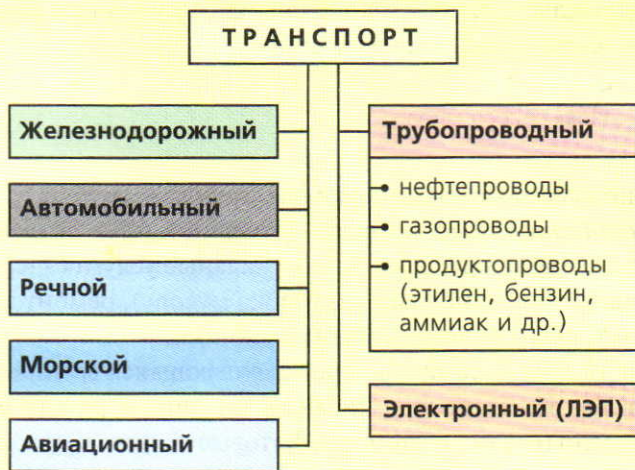 ТРАНСПОРТ
Железнодорожный
Автомобильный
Речной
Морской
Авиационный
Трубопроводный
нефтепроводы
газопроводы
продуктопроводы
(этилен, бензин,
аммиак и др.)
Электронный (ЛЭП)